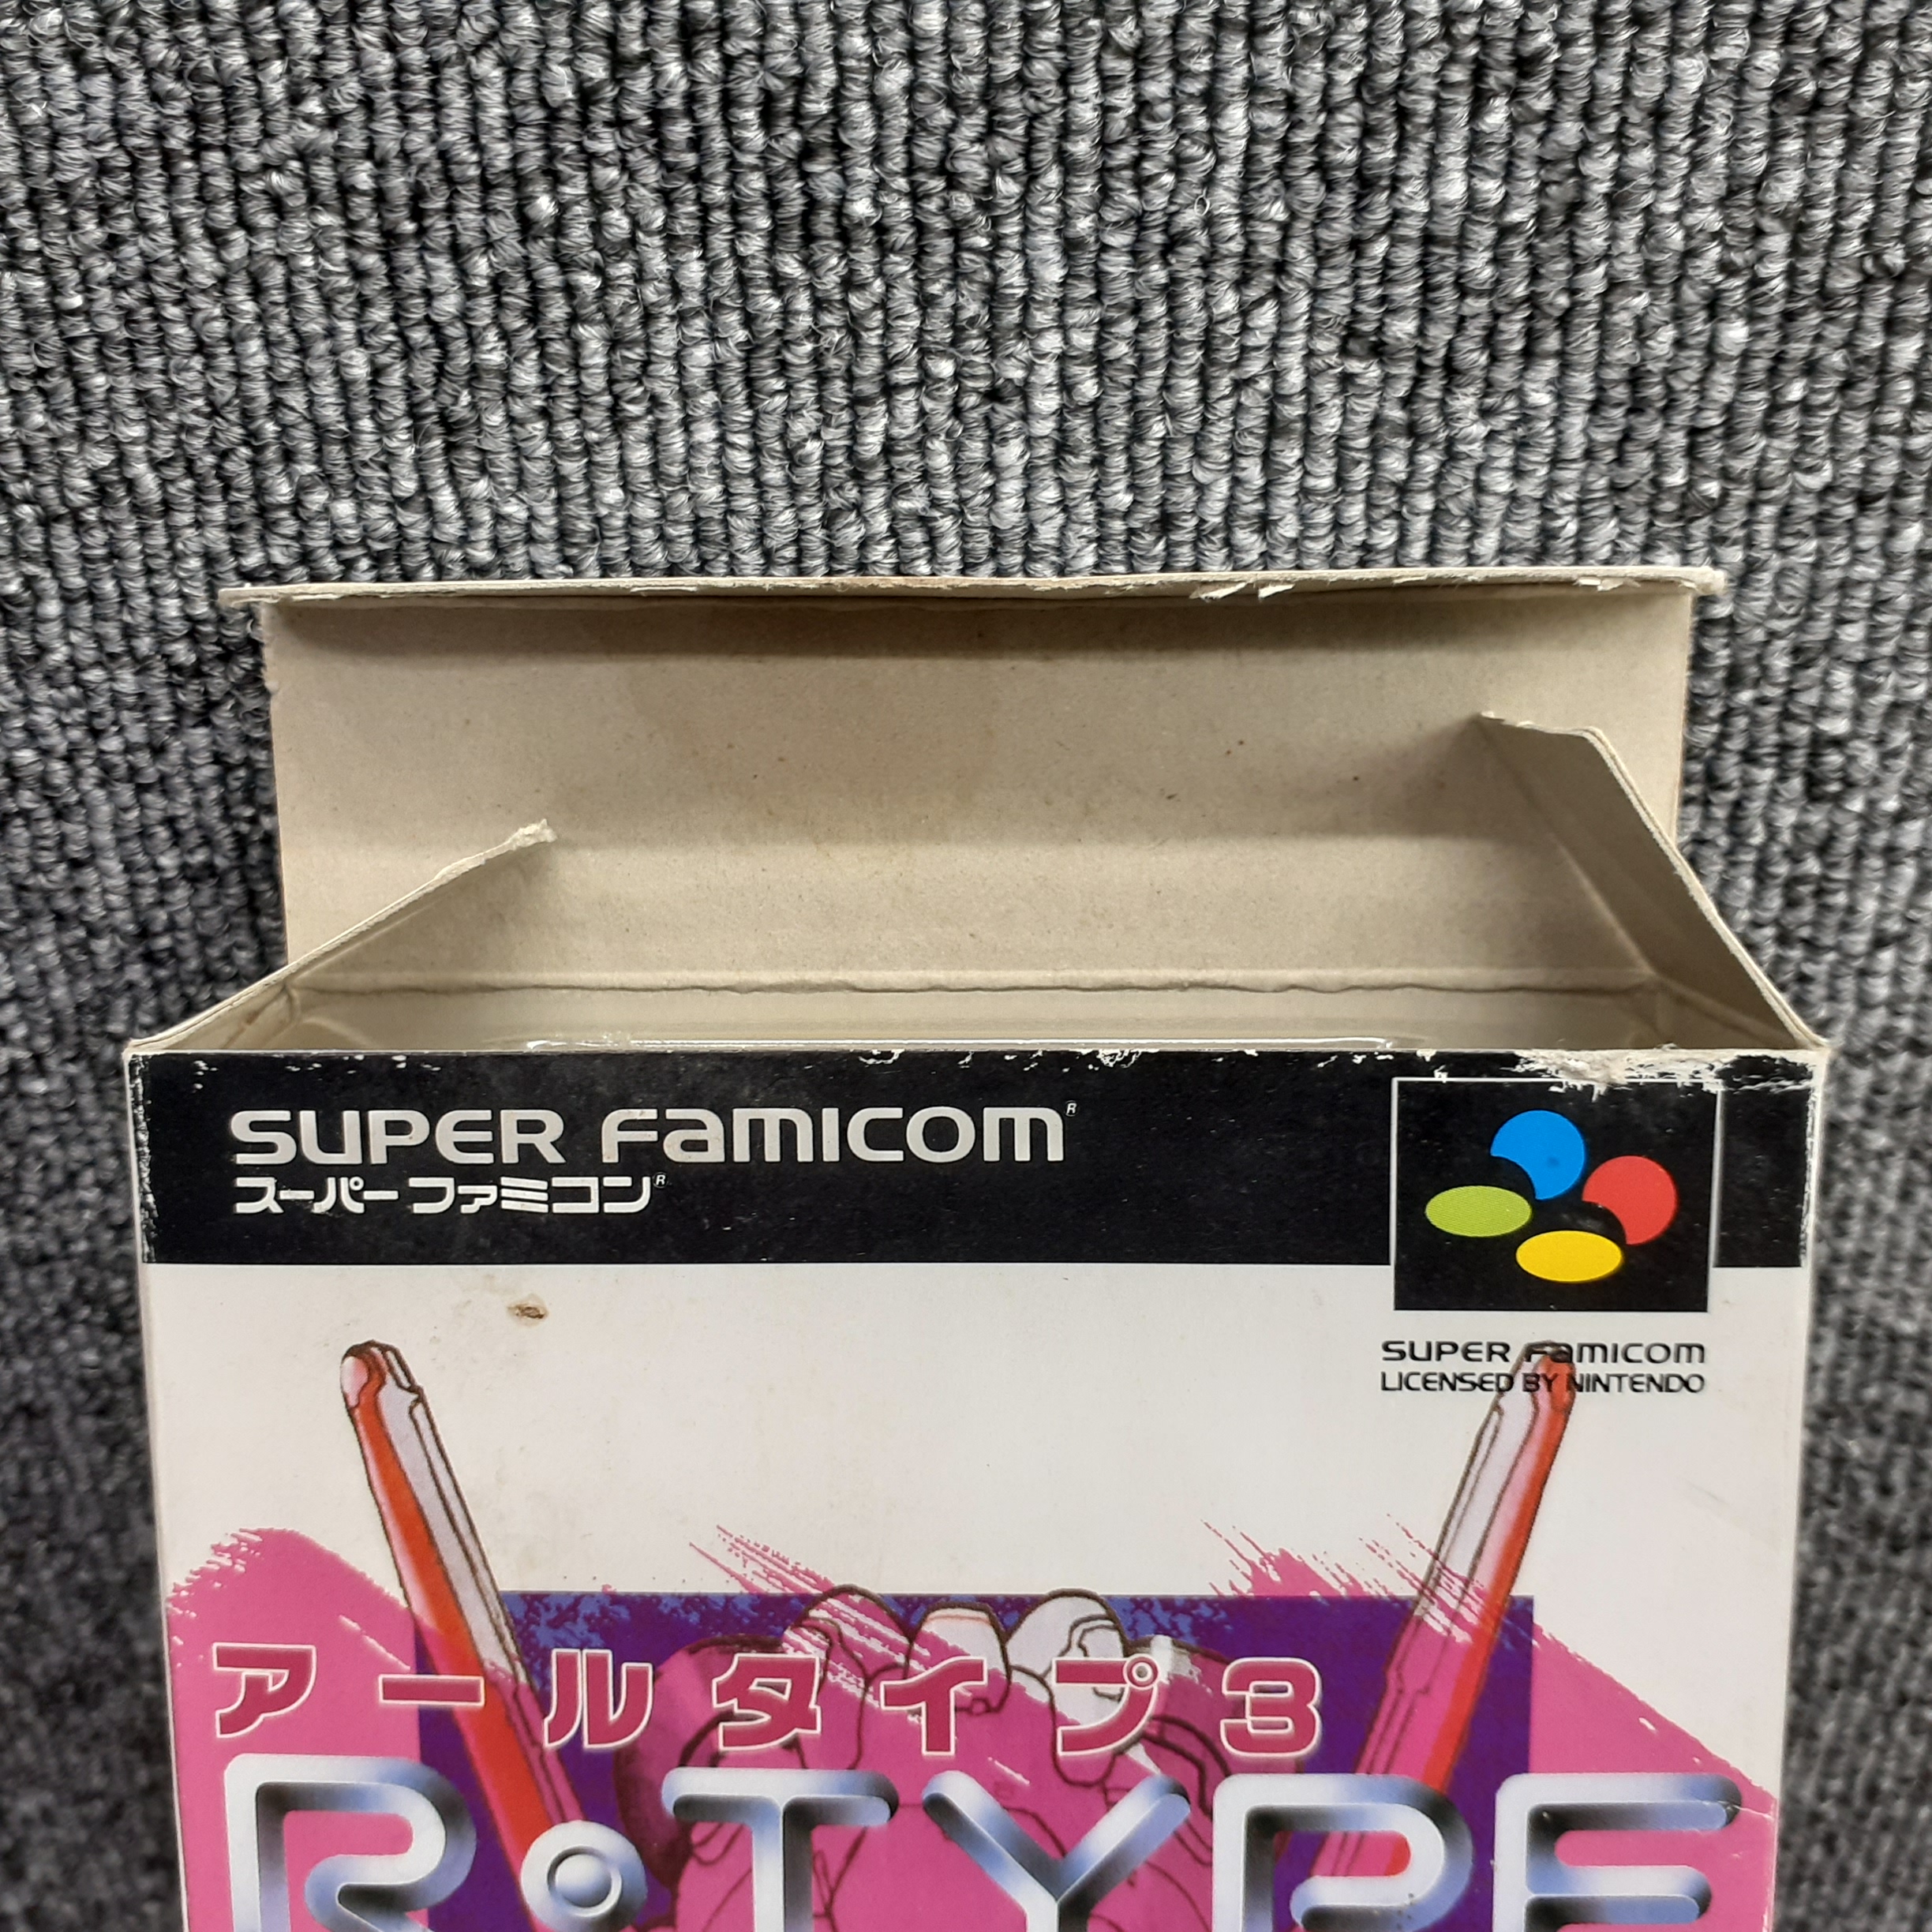 SUPER FAMICOM®
スーパーファミコン®
SUPER FAMICOM
LICENSED BY NINTENDO
アールタイプ3
R·TYPE